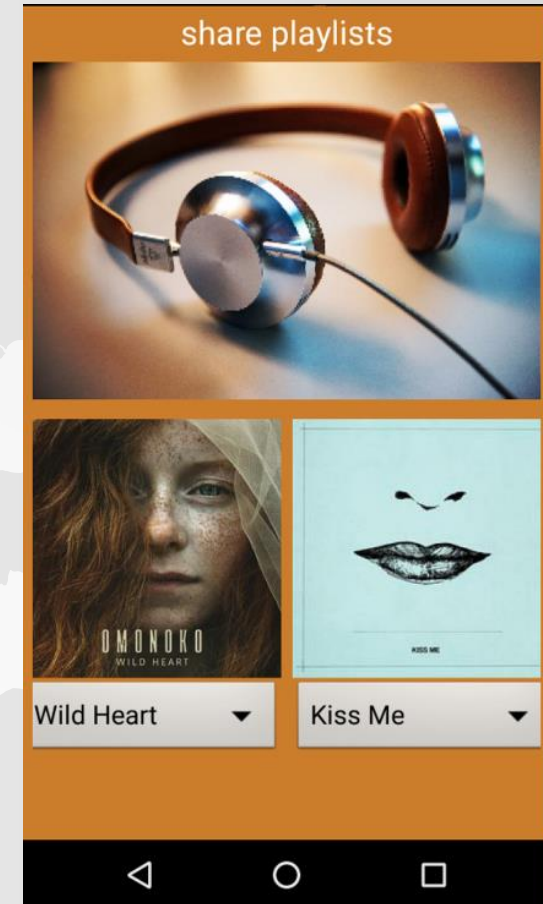 share playlists
OMONOKO
WILD HEART
KISS ME
Wild Heart
Kiss Me